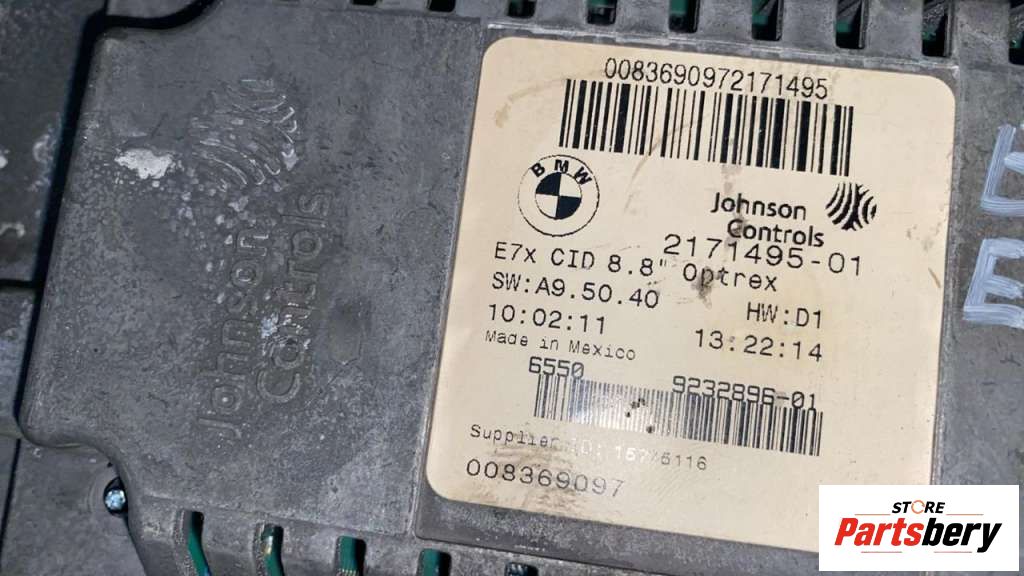 0083690972171495
BMW
Johnson
Controls
2171495-01
E7x CID 8.8" optrex
SW:A9.50.40
HW:D1
10:02:11
13:22:14
Made in Mexico
6550
9232896-01
Supplier
008369097
Johnson
Controls
STORE
Partsbery